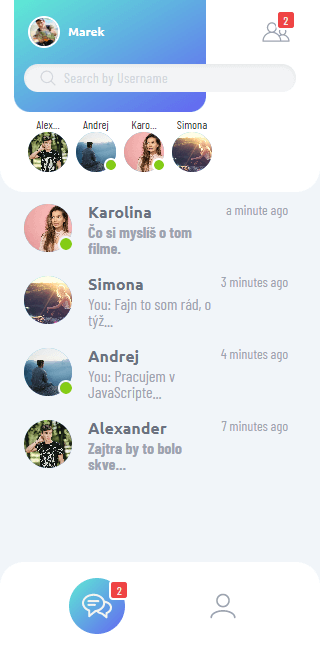 Marek
2
Search by Username
Alex...
Andrej
Karo...
Simona
Karolina
a minute ago
Čo si myslíš o tom
filme.
Simona
3 minutes ago
You: Fajn to som rád, o
týž...
Andrej
4 minutes ago
You: Pracujem v
JavaScripte...
Alexander
7 minutes ago
Zajtra by to bolo
skve...
2